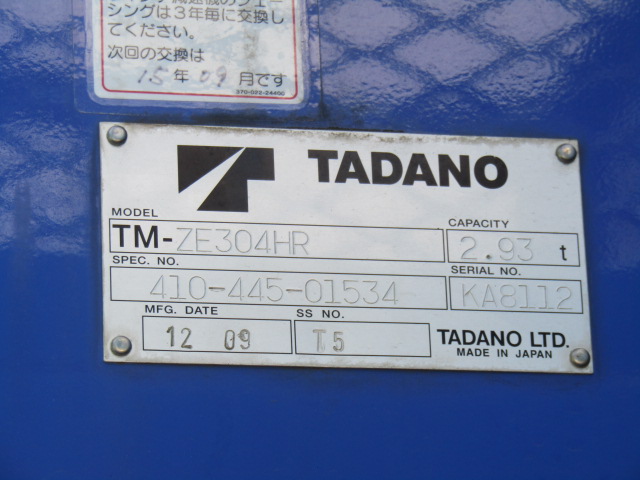 シングは3年毎に交換し
てください。
次回の交換は
15年09月です
370-022-24400
TADANO
MODEL
TM-ZE304HR
CAPACITY
2.93 t
SPEC. NO.
410-445-01534
SERIAL NO.
KA8112
MFG. DATE
12 09
SS NO.
T5
TADANO LTD.
MADE IN JAPAN